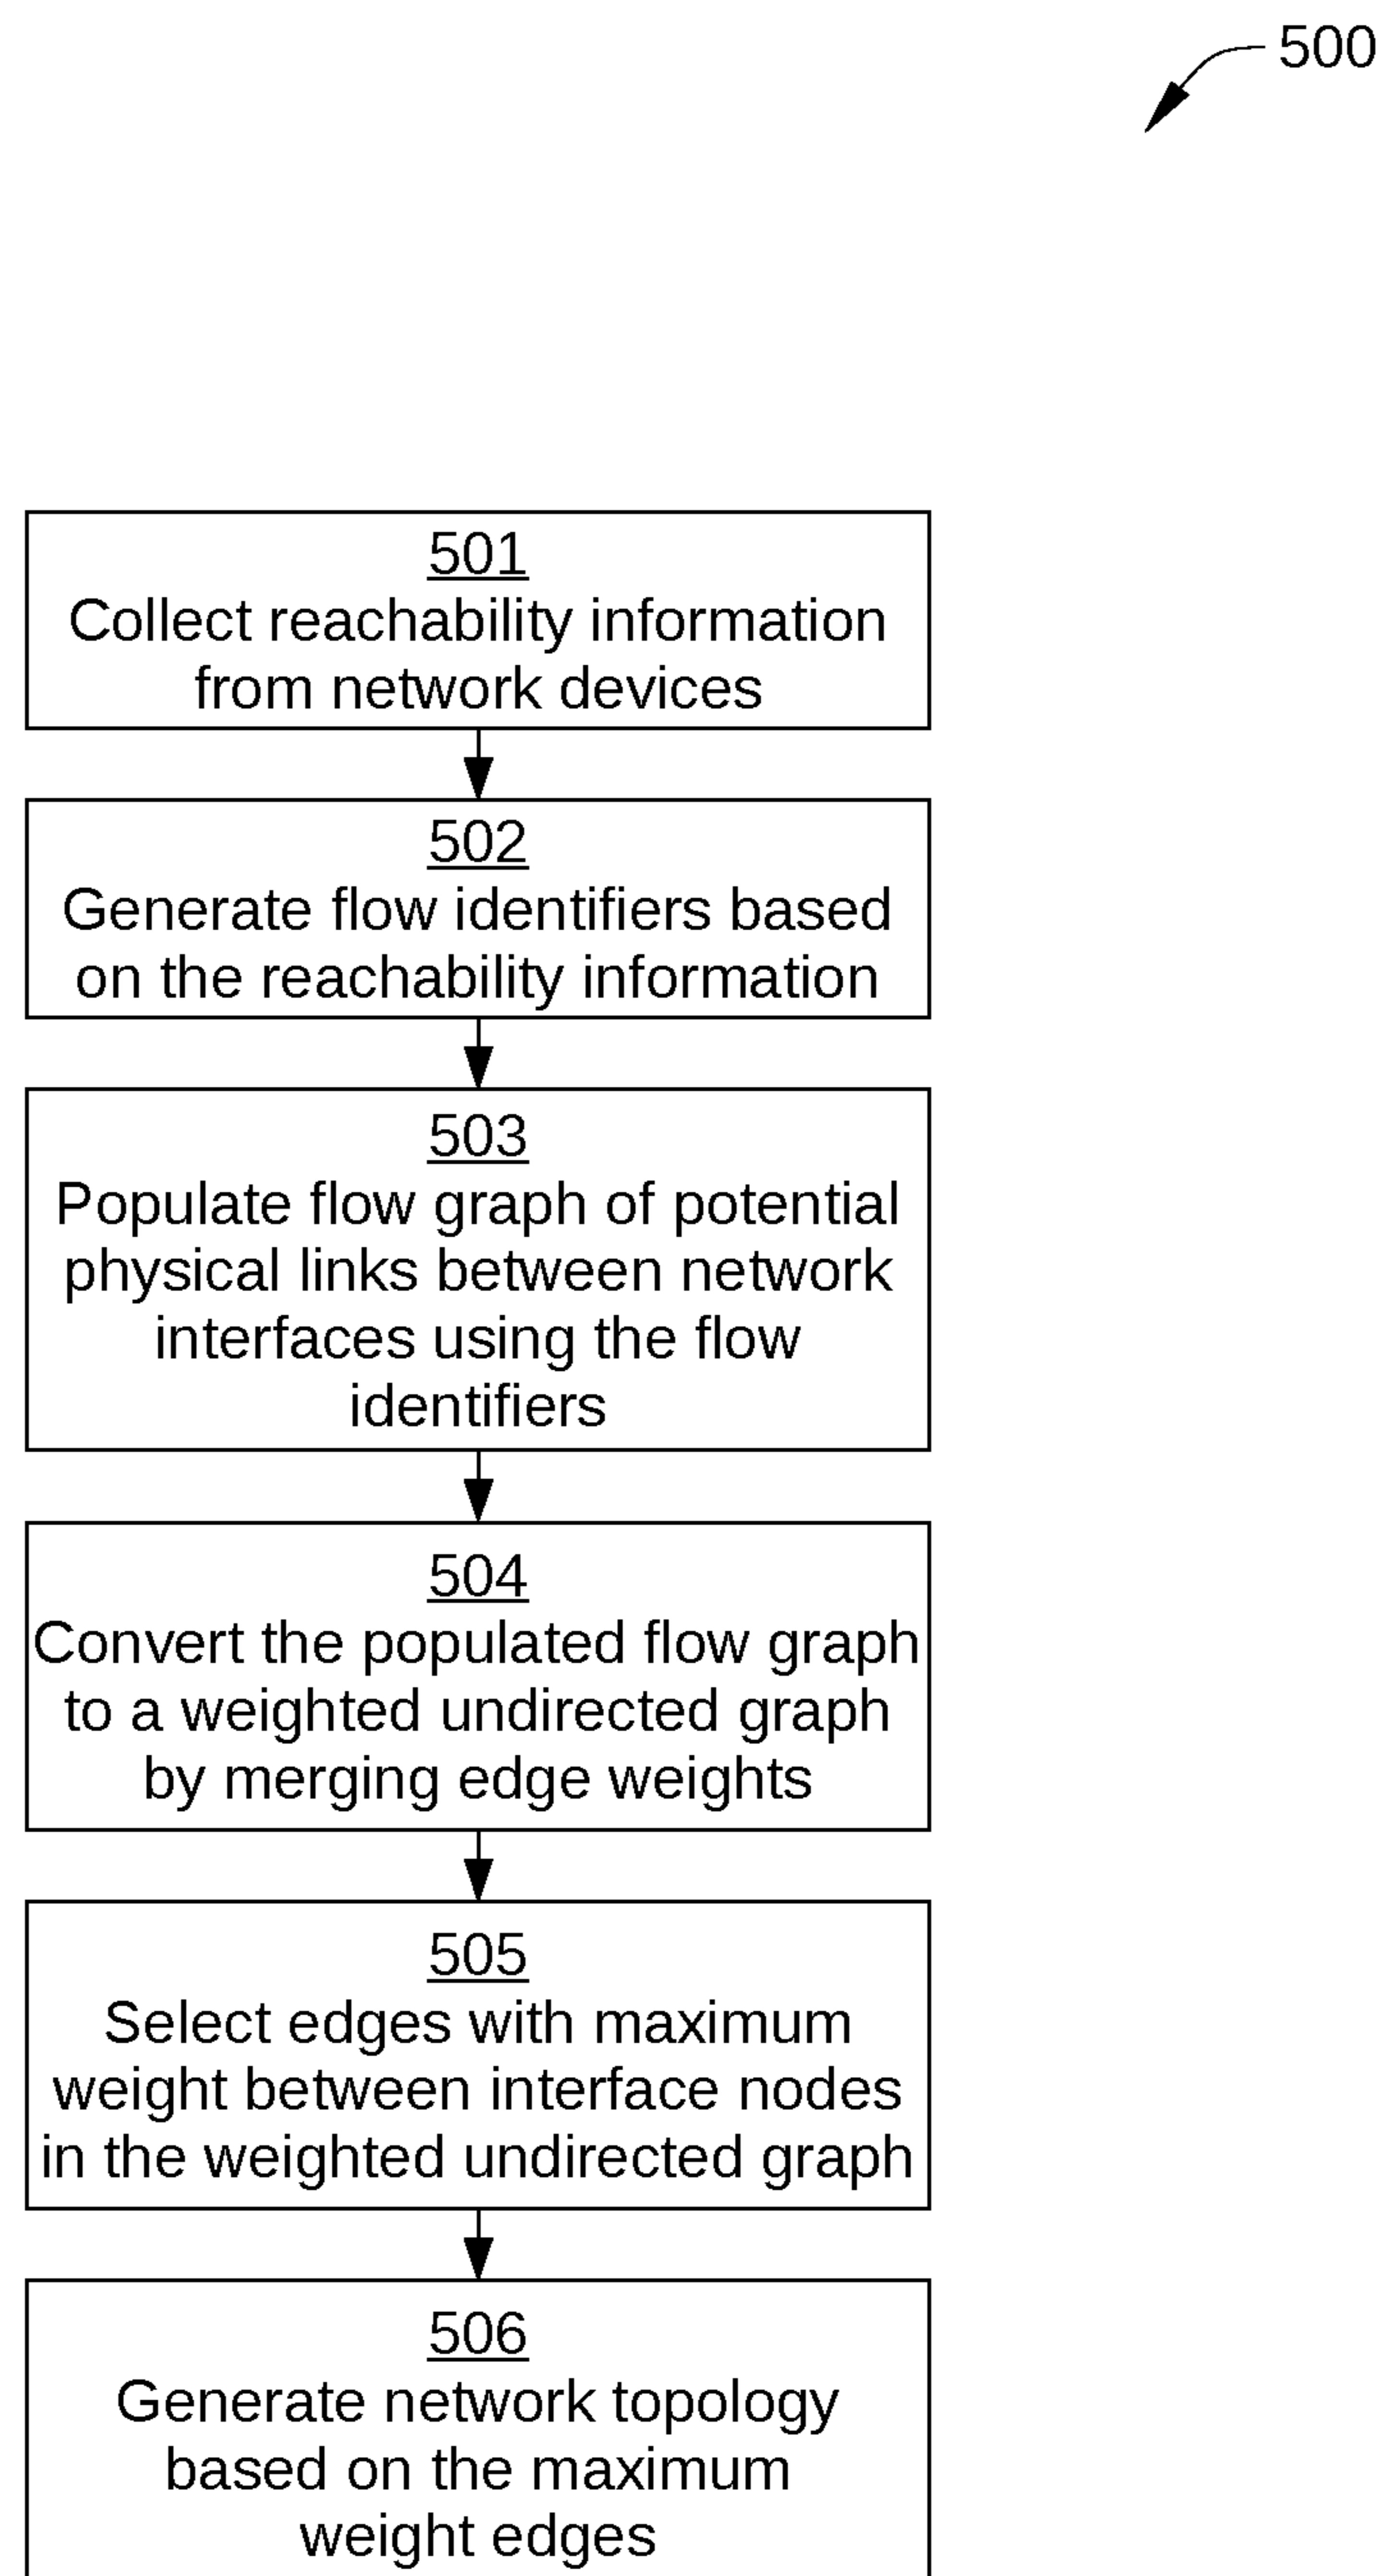 500
501
Collect reachability information
from network devices
502
Generate flow identifiers based
on the reachability information
503
Populate flow graph of potential
physical links between network
interfaces using the flow
identifiers
504
Convert the populated flow graph
to a weighted undirected graph
by merging edge weights
505
Select edges with maximum
weight between interface nodes
in the weighted undirected graph
506
Generate network topology
based on the maximum
weight edges